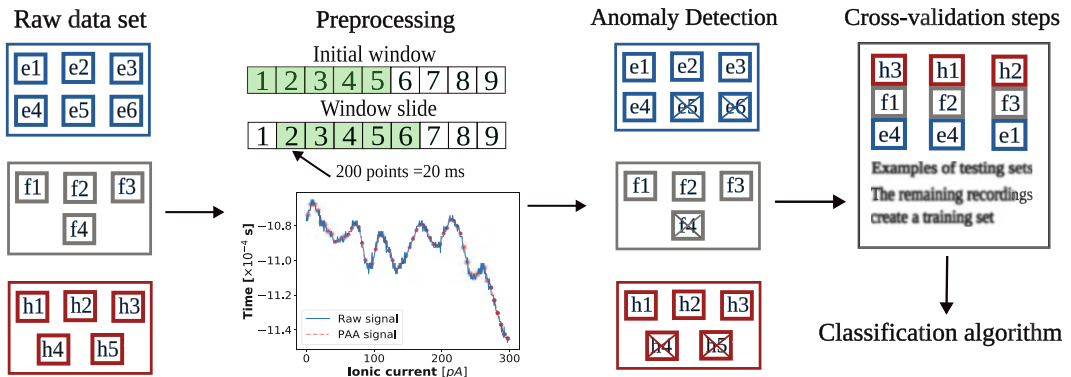 Raw data set
e1 e2 e3
e4 e5 e6
f1 f2 f3
f4
h1 h2 h3
h4 h5
Preprocessing
Initial window
1 2 3 4 5 6 7 8 9
Window slide
1 2 3 4 5 6 7 8 9
200 points =20 ms
Time [×10⁻⁴ s]
−10.8
−11.0
−11.2
−11.4
Raw signal
PAA signal
0 100 200 300
Ionic current [pA]
Anomaly Detection
e1 e2 e3
e4 e5 e6
f1 f2 f3
f4
h1 h2 h3
h4 h5
Cross-validation steps
h3 h1 h2
f1 f2 f3
e4 e4 e1
Examples of testing sets
The remaining recordings
create a training set
Classification algorithm